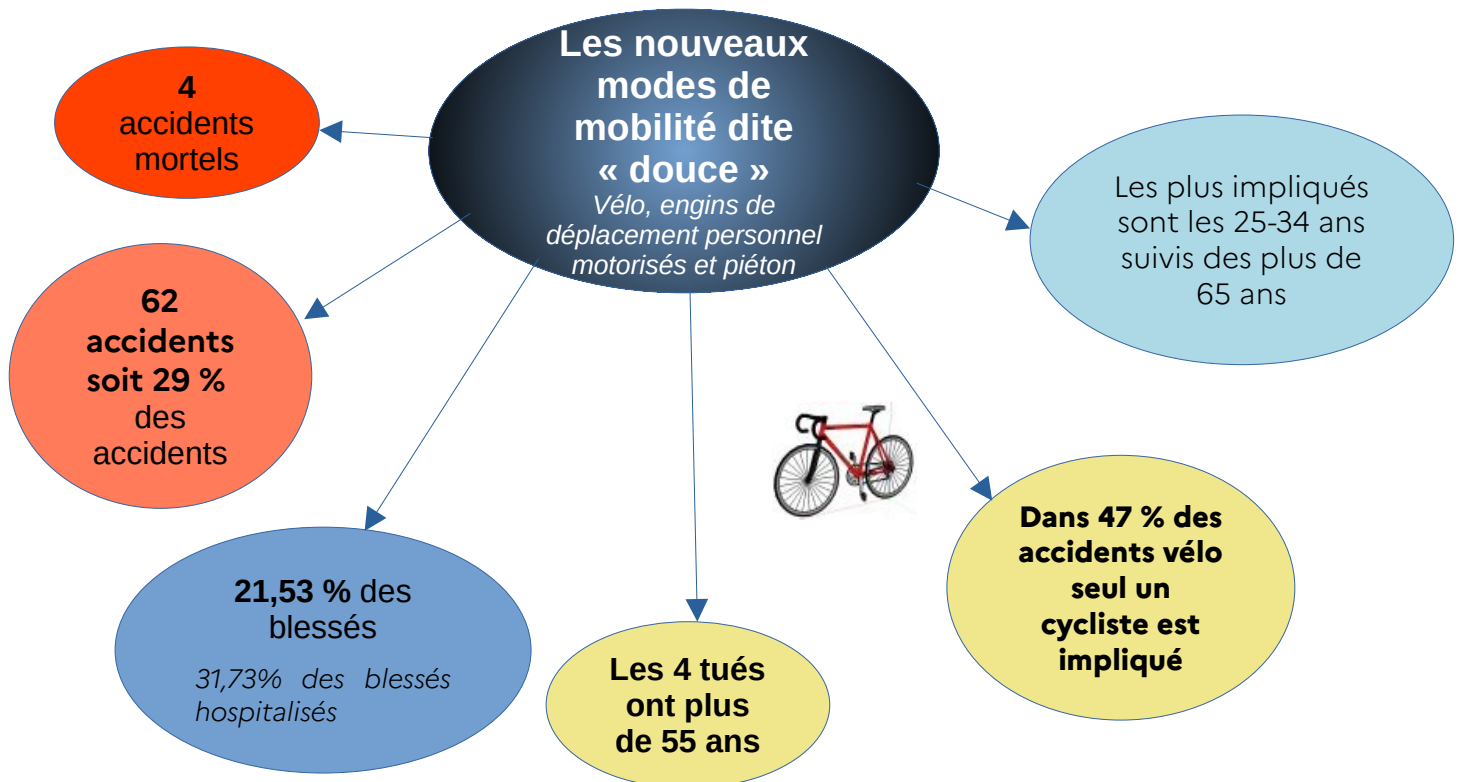 Les nouveaux
modes de
mobilité dite
« douce »
Vélo, engins de
déplacement personnel
motorisés et piéton
4
accidents
mortels
Les plus impliqués
sont les 25-34 ans
suivis des plus de
65 ans
62
accidents
soit 29 %
des
accidents
21,53 % des
blessés
31,73% des blessés
hospitalisés
Les 4 tués
ont plus
de 55 ans
Dans 47 % des
accidents vélo
seul un
cycliste est
impliqué